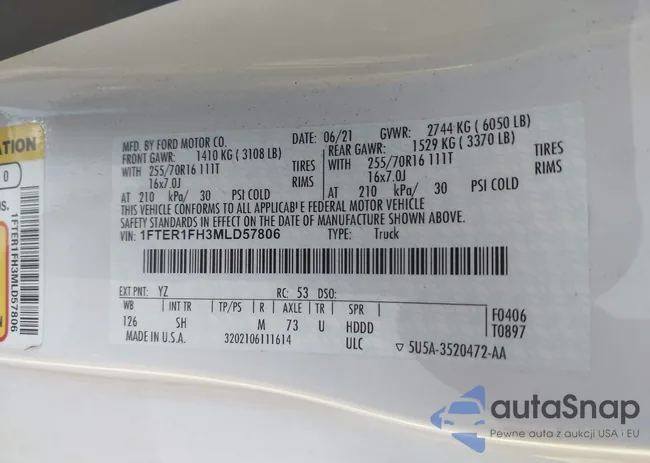 ATION
0
S.
1FTER1FH3MLD57806
MFD. BY FORD MOTOR CO. 06/21 GVWR: 2744 KG ( 6050 LB)
FRONT GAWR: 1410 KG ( 3108 LB) REAR GAWR: 1529 KG ( 3370 LB)
WITH 255/70R16 111T TIRES WITH 255/70R16 111T TIRES
16x7.0J RIMS 16x7.0J RIMS
AT 210 kPa/ 30 PSI COLD AT 210 kPa/ 30 PSI COLD
THIS VEHICLE CONFORMS TO ALL APPLICABLE FEDERAL MOTOR VEHICLE
SAFETY STANDARDS IN EFFECT ON THE DATE OF MANUFACTURE SHOWN ABOVE.
VIN: 1FTER1FH3MLD57806 TYPE: Truck
EXT PNT: YZ RC: 53 DSO:
WB INT TR TP/PS R AXLE TR SPR F0406
126 SH M 73 U HDDD T0897
MADE IN U.S.A. 3202106111614 ULC ▽ 5U5A-3520472-AA
autaSnap
Pewne auta z aukcji USA i EU